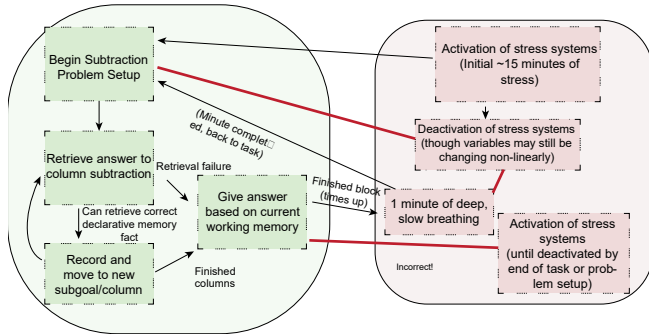 Begin Subtraction
Problem Setup
Activation of stress systems
(Initial ~15 minutes of
stress)
(Minute complet□
ed, back to
task)
Deactivation of stress systems
(though variables may still be
changing non-linearly)
Retrieve answer to
column subtraction
Retrieval failure
Give answer
based on current
working memory
Finished block
(times up)
1 minute of deep,
slow breathing
Can retrieve correct
declarative memory
fact
Activation of stress
systems
(until deactivated by
end of task or prob-
lem setup)
Record and
move to new
subgoal/column
Finished
columns
Incorrect!